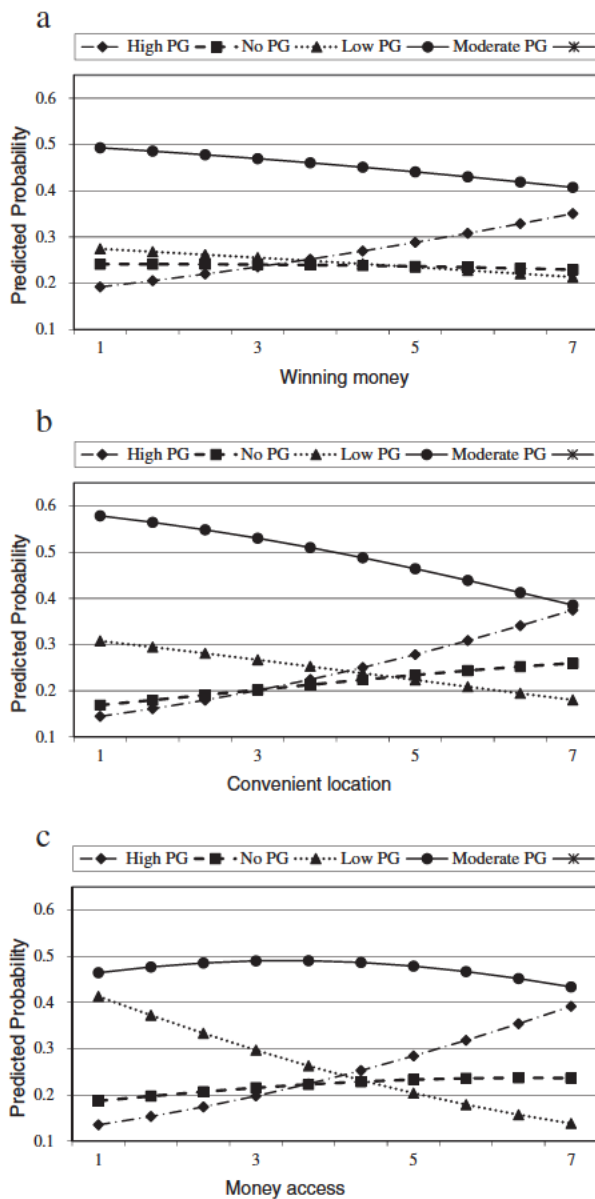 a
High PG No PG Low PG Moderate PG
0.6
0.5
0.4
0.3
0.2
0.1
Predicted Probability
1 3 5 7
Winning money
b
High PG No PG Low PG Moderate PG
0.6
0.5
0.4
0.3
0.2
0.1
Predicted Probability
1 3 5 7
Convenient location
c
High PG No PG Low PG Moderate PG
0.6
0.5
0.4
0.3
0.2
0.1
Predicted Probability
1 3 5 7
Money access